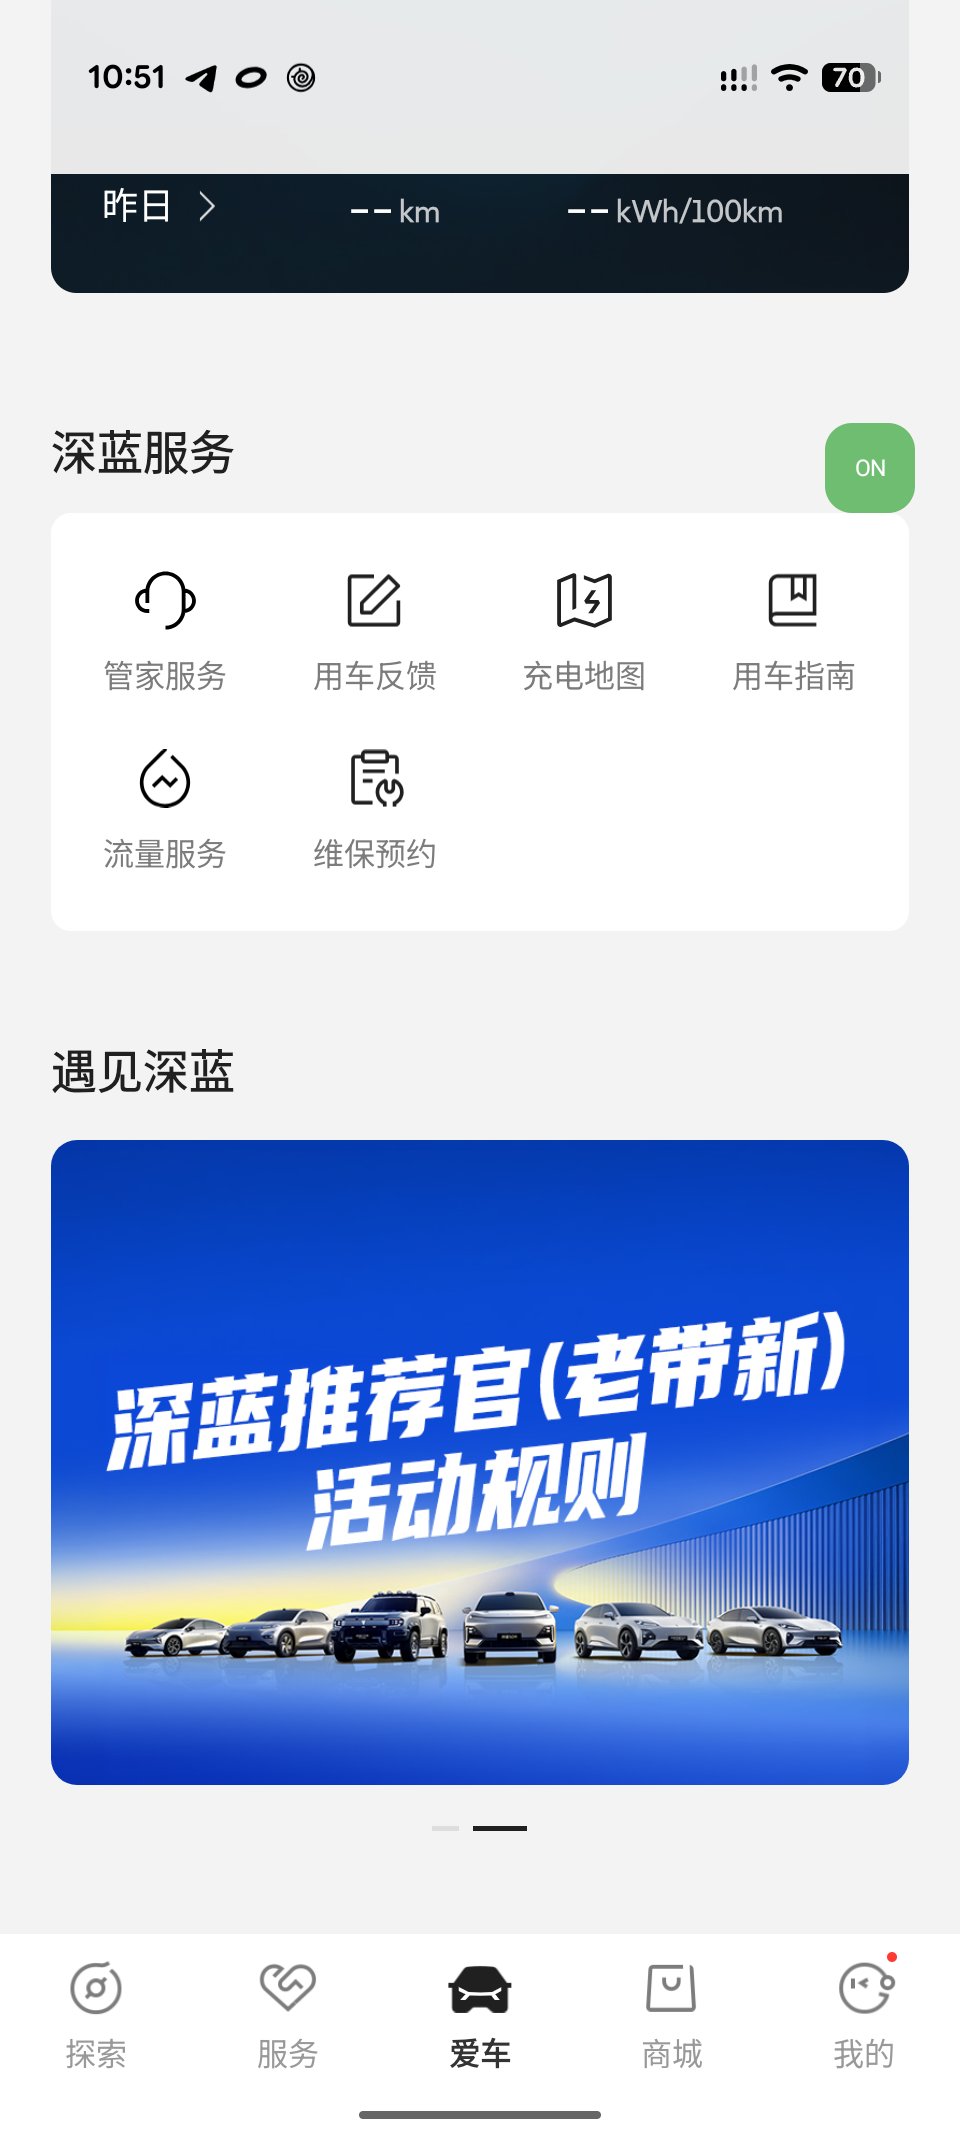 10:51
70
昨日 -- km -- kWh/100km
深蓝服务
ON
管家服务 用车反馈 充电地图 用车指南
流量服务 维保预约
遇见深蓝
深蓝推荐官(老带新)
活动规则
探索 服务 爱车 商城 我的